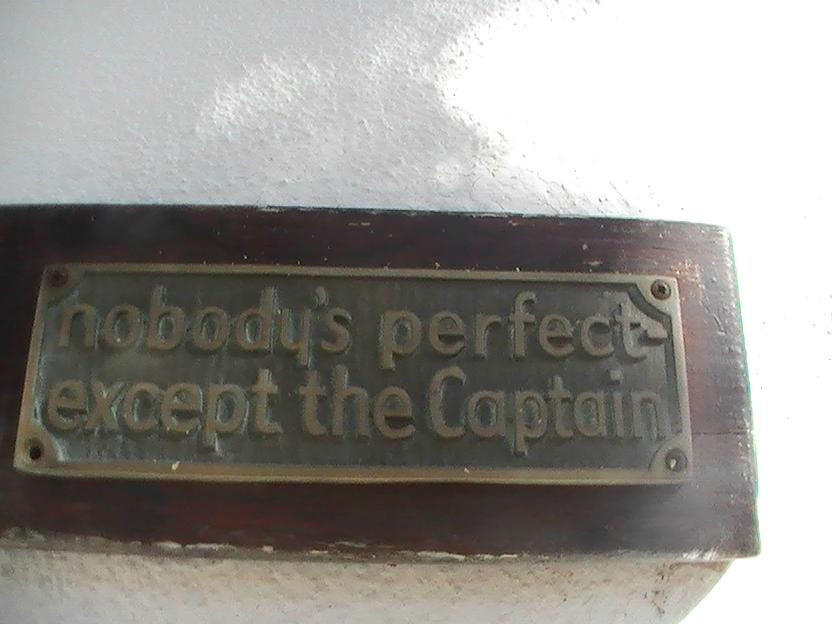 nobody's perfect-
except the Captain